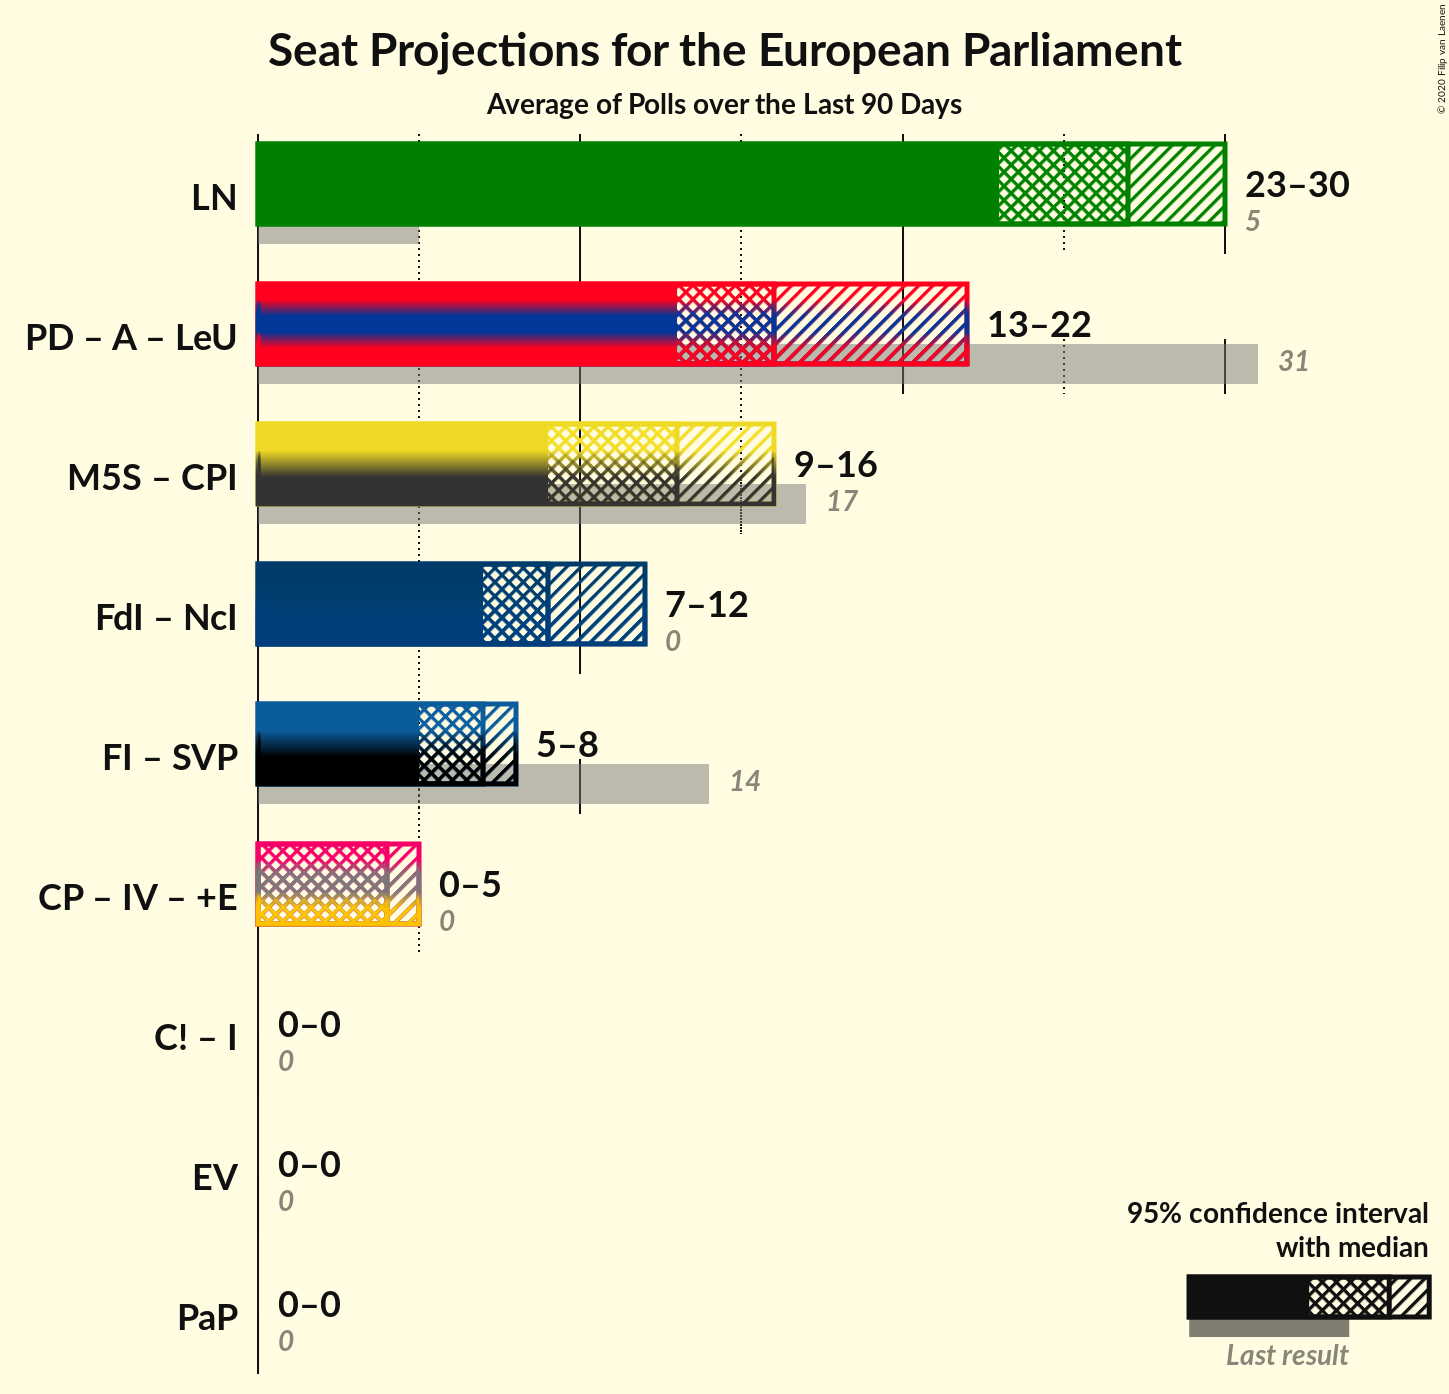 Seat Projections for the European Parliament
Average of Polls over the Last 90 Days
© 2020 Filip van Laenen
LN
23–30
5
PD – A – LeU
13–22
31
M5S – CPI
9–16
17
FdI – NcI
7–12
0
FI – SVP
5–8
14
CP – IV – +E
0–5
0
C! – I
0–0
0
EV
0–0
0
PaP
0–0
0
95% confidence interval
with median
Last result